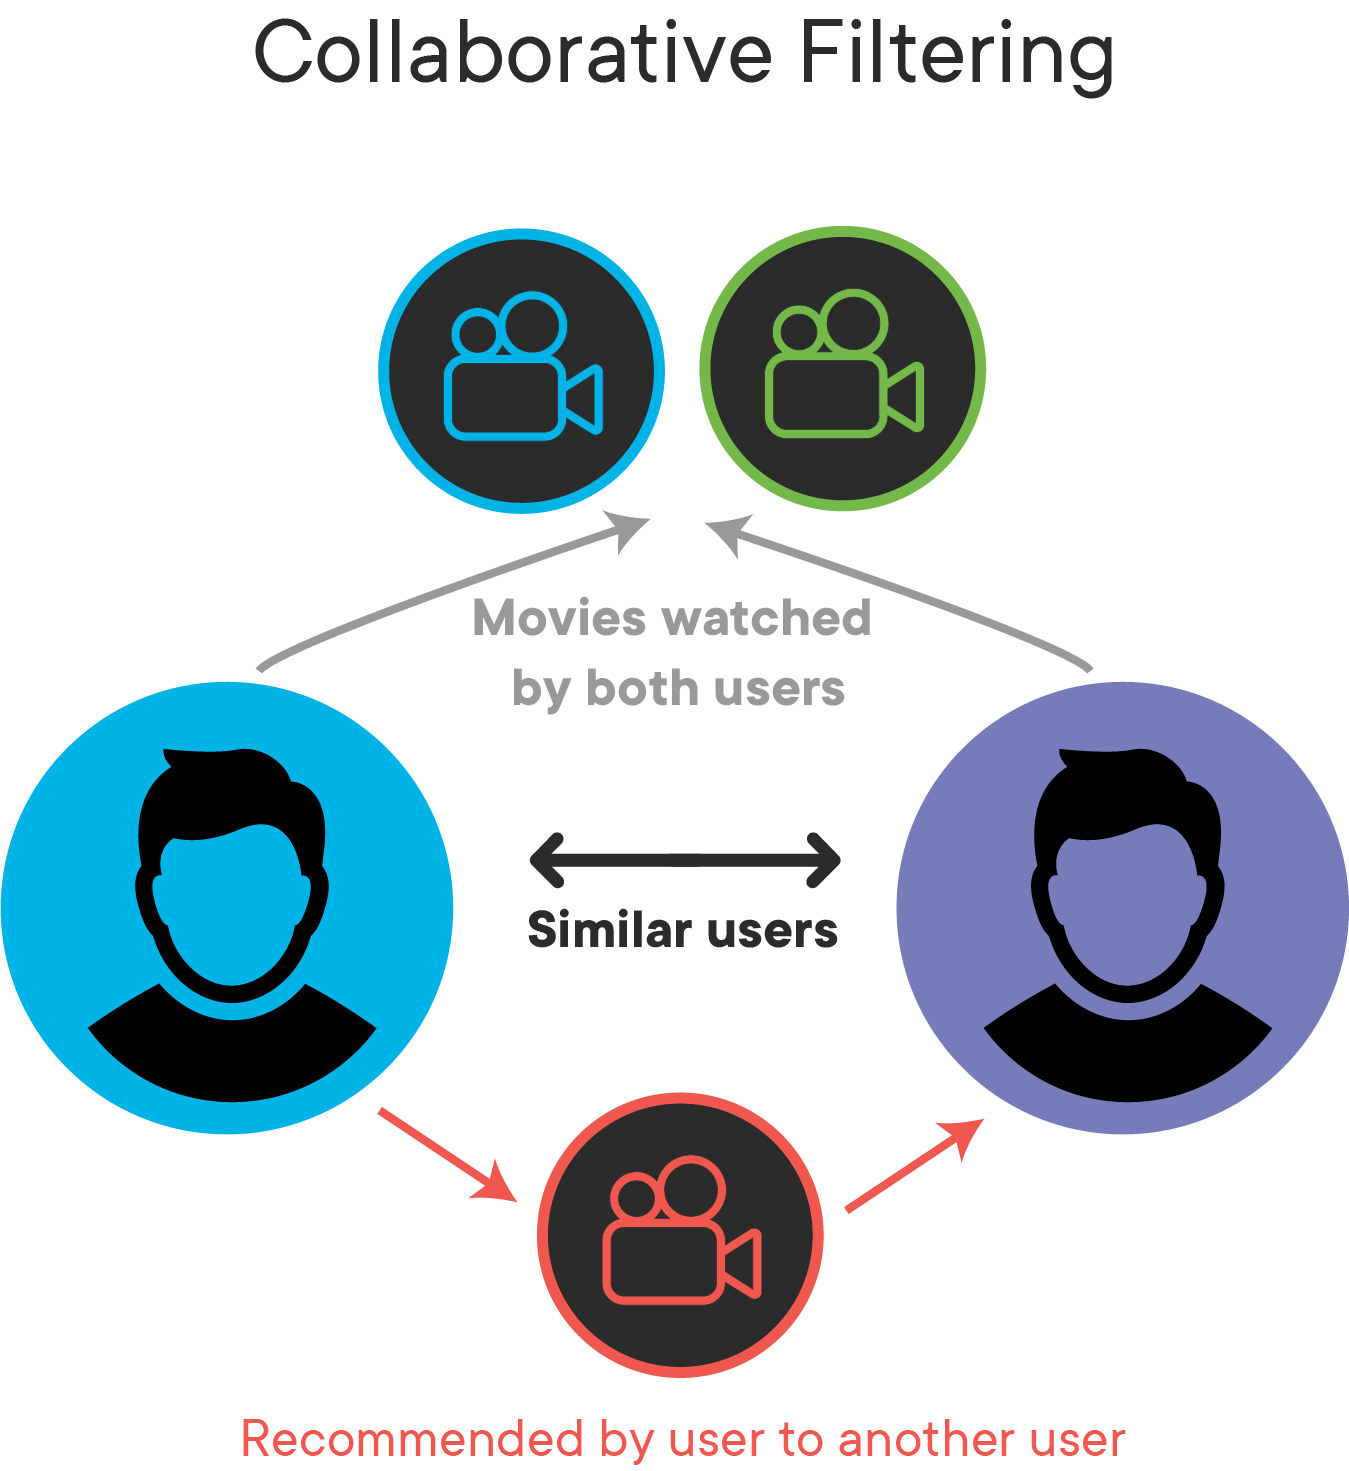 Collaborative Filtering
Movies watched
by both users
Similar users
Recommended by user to another user